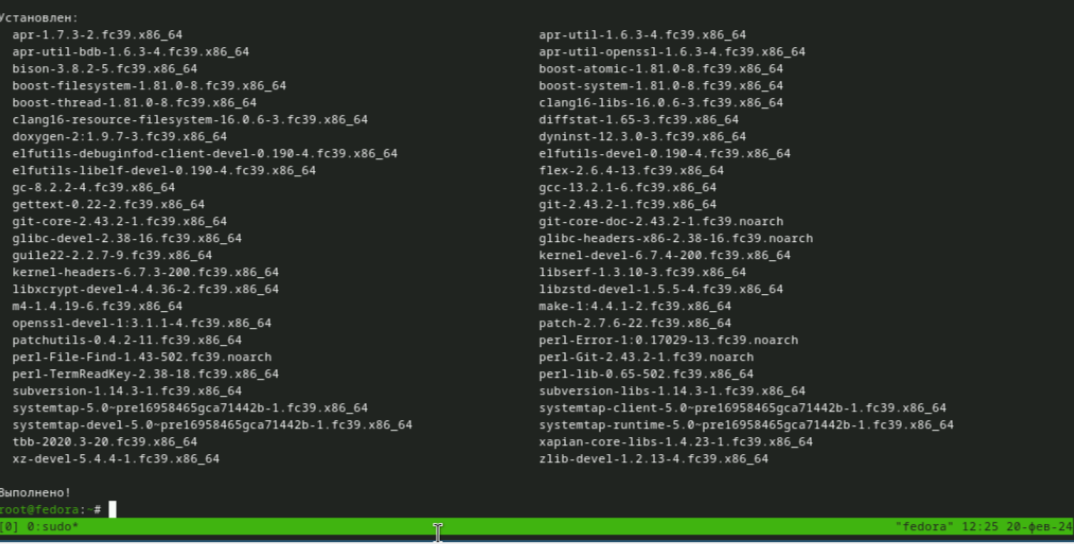 Установлен:
apr-1.7.3-2.fc39.x86_64 apr-util-1.6.3-4.fc39.x86_64
apr-util-bdb-1.6.3-4.fc39.x86_64 apr-util-openssl-1.6.3-4.fc39.x86_64
bison-3.8.2-5.fc39.x86_64 boost-atomic-1.81.0-8.fc39.x86_64
boost-filesystem-1.81.0-8.fc39.x86_64 boost-system-1.81.0-8.fc39.x86_64
boost-thread-1.81.0-8.fc39.x86_64 clang16-libs-16.0.6-3.fc39.x86_64
clang16-resource-filesystem-16.0.6-3.fc39.x86_64 diffstat-1.65-3.fc39.x86_64
doxygen-2:1.9.7-3.fc39.x86_64 dyninst-12.3.0-3.fc39.x86_64
elfutils-debuginfod-client-devel-0.190-4.fc39.x86_64 elfutils-devel-0.190-4.fc39.x86_64
elfutils-libelf-devel-0.190-4.fc39.x86_64 flex-2.6.4-13.fc39.x86_64
gc-8.2.2-4.fc39.x86_64 gcc-13.2.1-6.fc39.x86_64
gettext-0.22-2.fc39.x86_64 git-2.43.2-1.fc39.x86_64
git-core-2.43.2-1.fc39.x86_64 git-core-doc-2.43.2-1.fc39.noarch
glibc-devel-2.38-16.fc39.x86_64 glibc-headers-x86-2.38-16.fc39.noarch
guile22-2.2.7-9.fc39.x86_64 kernel-devel-6.7.4-200.fc39.x86_64
kernel-headers-6.7.3-200.fc39.x86_64 libserf-1.3.10-3.fc39.x86_64
libxcrypt-devel-4.4.36-2.fc39.x86_64 libzstd-devel-1.5.5-4.fc39.x86_64
m4-1.4.19-6.fc39.x86_64 make-1:4.4.1-2.fc39.x86_64
openssl-devel-1:3.1.1-4.fc39.x86_64 patch-2.7.6-22.fc39.x86_64
patchutils-0.4.2-11.fc39.x86_64 perl-Error-1:0.17029-13.fc39.noarch
perl-File-Find-1.43-502.fc39.noarch perl-Git-2.43.2-1.fc39.noarch
perl-TermReadKey-2.38-18.fc39.x86_64 perl-lib-0.65-502.fc39.x86_64
subversion-1.14.3-1.fc39.x86_64 subversion-libs-1.14.3-1.fc39.x86_64
systemtap-5.0~pre16958465gca71442b-1.fc39.x86_64 systemtap-client-5.0~pre16958465gca71442b-1.fc39.x86_64
systemtap-devel-5.0~pre16958465gca71442b-1.fc39.x86_64 systemtap-runtime-5.0~pre16958465gca71442b-1.fc39.x86_64
tbb-2020.3-20.fc39.x86_64 xapian-core-libs-1.4.23-1.fc39.x86_64
xz-devel-5.4.4-1.fc39.x86_64 zlib-devel-1.2.13-4.fc39.x86_64
Выполнено!
root@fedora:~#
[0] 0:sudo* "fedora" 12:25 20-фев-24